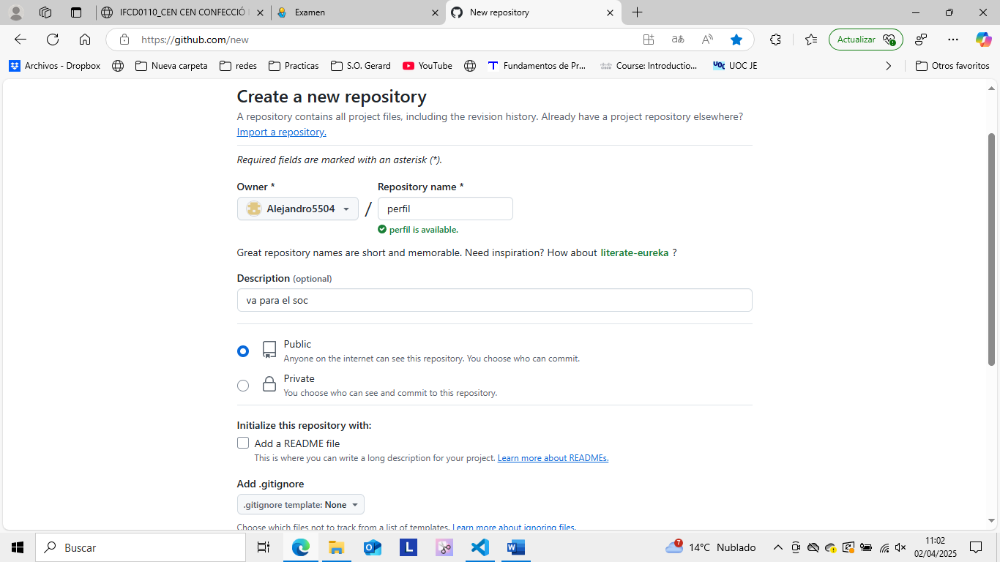 IFCD0110_CEN CEN CONFECCIÓ
Examen
New repository
https://github.com/new
Actualizar
Archivos - Dropbox
Nueva carpeta
redes
Practicas
S.O. Gerard
YouTube
Fundamentos de Pr...
Course: Introductio...
UOC JE
Otros favoritos
Create a new repository
A repository contains all project files, including the revision history. Already have a project repository elsewhere?
Import a repository.
Required fields are marked with an asterisk (*).
Owner *
Repository name *
Alejandro5504
/
perfil
perfil is available.
Great repository names are short and memorable. Need inspiration? How about literate-eureka ?
Description (optional)
va para el soc
Public
Anyone on the internet can see this repository. You choose who can commit.
Private
You choose who can see and commit to this repository.
Initialize this repository with:
Add a README file
This is where you can write a long description for your project. Learn more about READMEs.
Add .gitignore
.gitignore template: None
Choose which files not to track from a list of templates. Learn more about ignoring files.
Buscar
7
14°C Nublado
11:02
02/04/2025